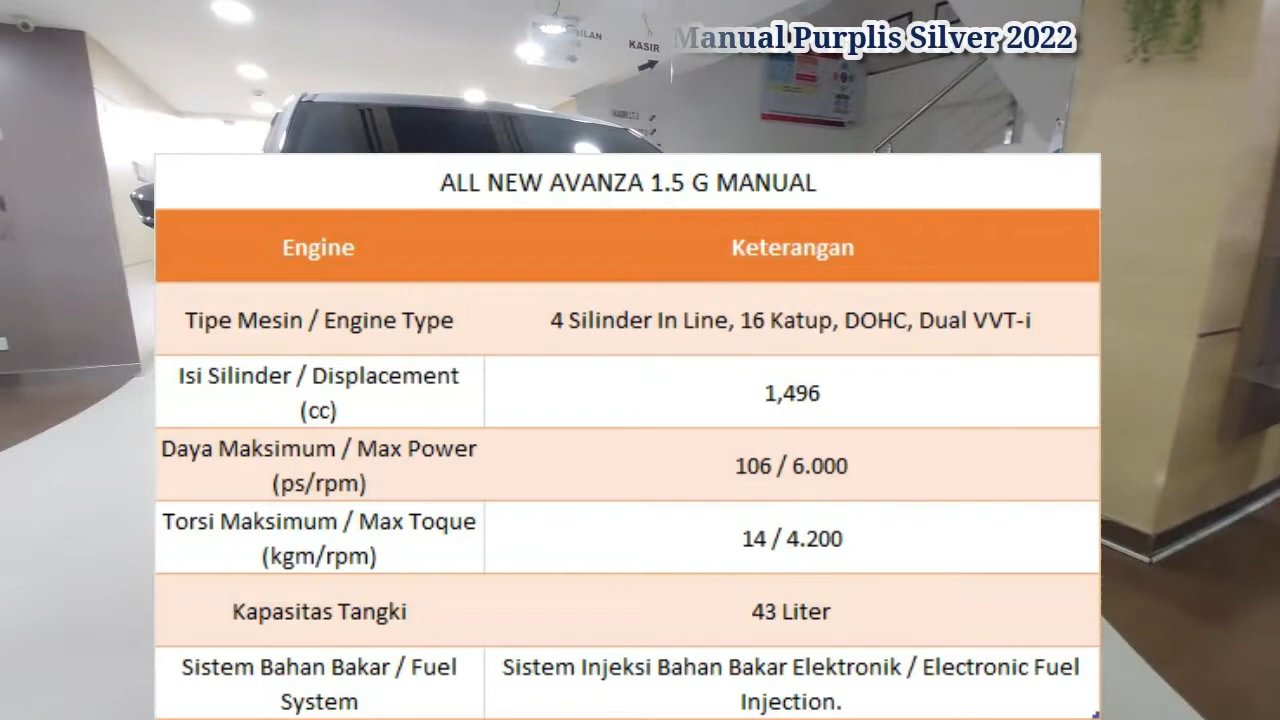 Manual Purplis Silver 2022
KASIR
ALL NEW AVANZA 1.5 G MANUAL
Engine Keterangan
Tipe Mesin / Engine Type 4 Silinder In Line, 16 Katup, DOHC, Dual VVT-i
Isi Silinder / Displacement
(cc) 1,496
Daya Maksimum / Max Power
(ps/rpm) 106 / 6.000
Torsi Maksimum / Max Toque
(kgm/rpm) 14 / 4.200
Kapasitas Tangki 43 Liter
Sistem Bahan Bakar / Fuel
System
Sistem Injeksi Bahan Bakar Elektronik / Electronic Fuel
Injection.